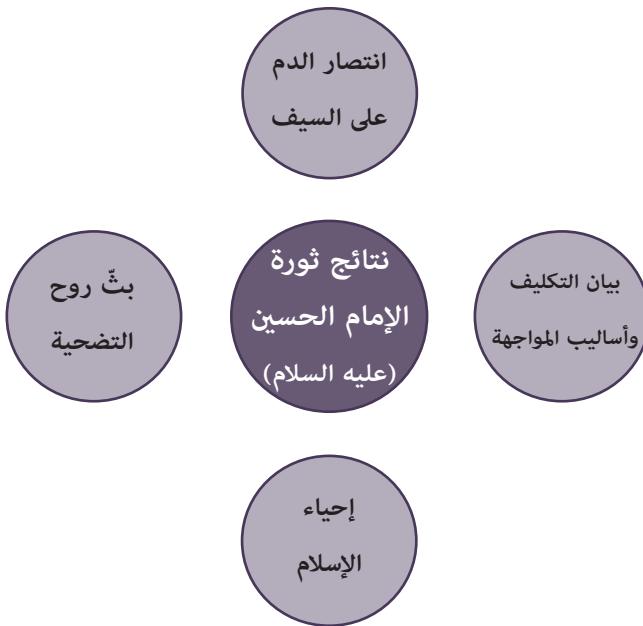 انتصار الدم
على السيف
نتائج ثورة
الإمام الحسين
(عليه السلام)
بيان التكليف
وأساليب المواجهة
بثّ روح
التضحية
إحياء
الإسلام